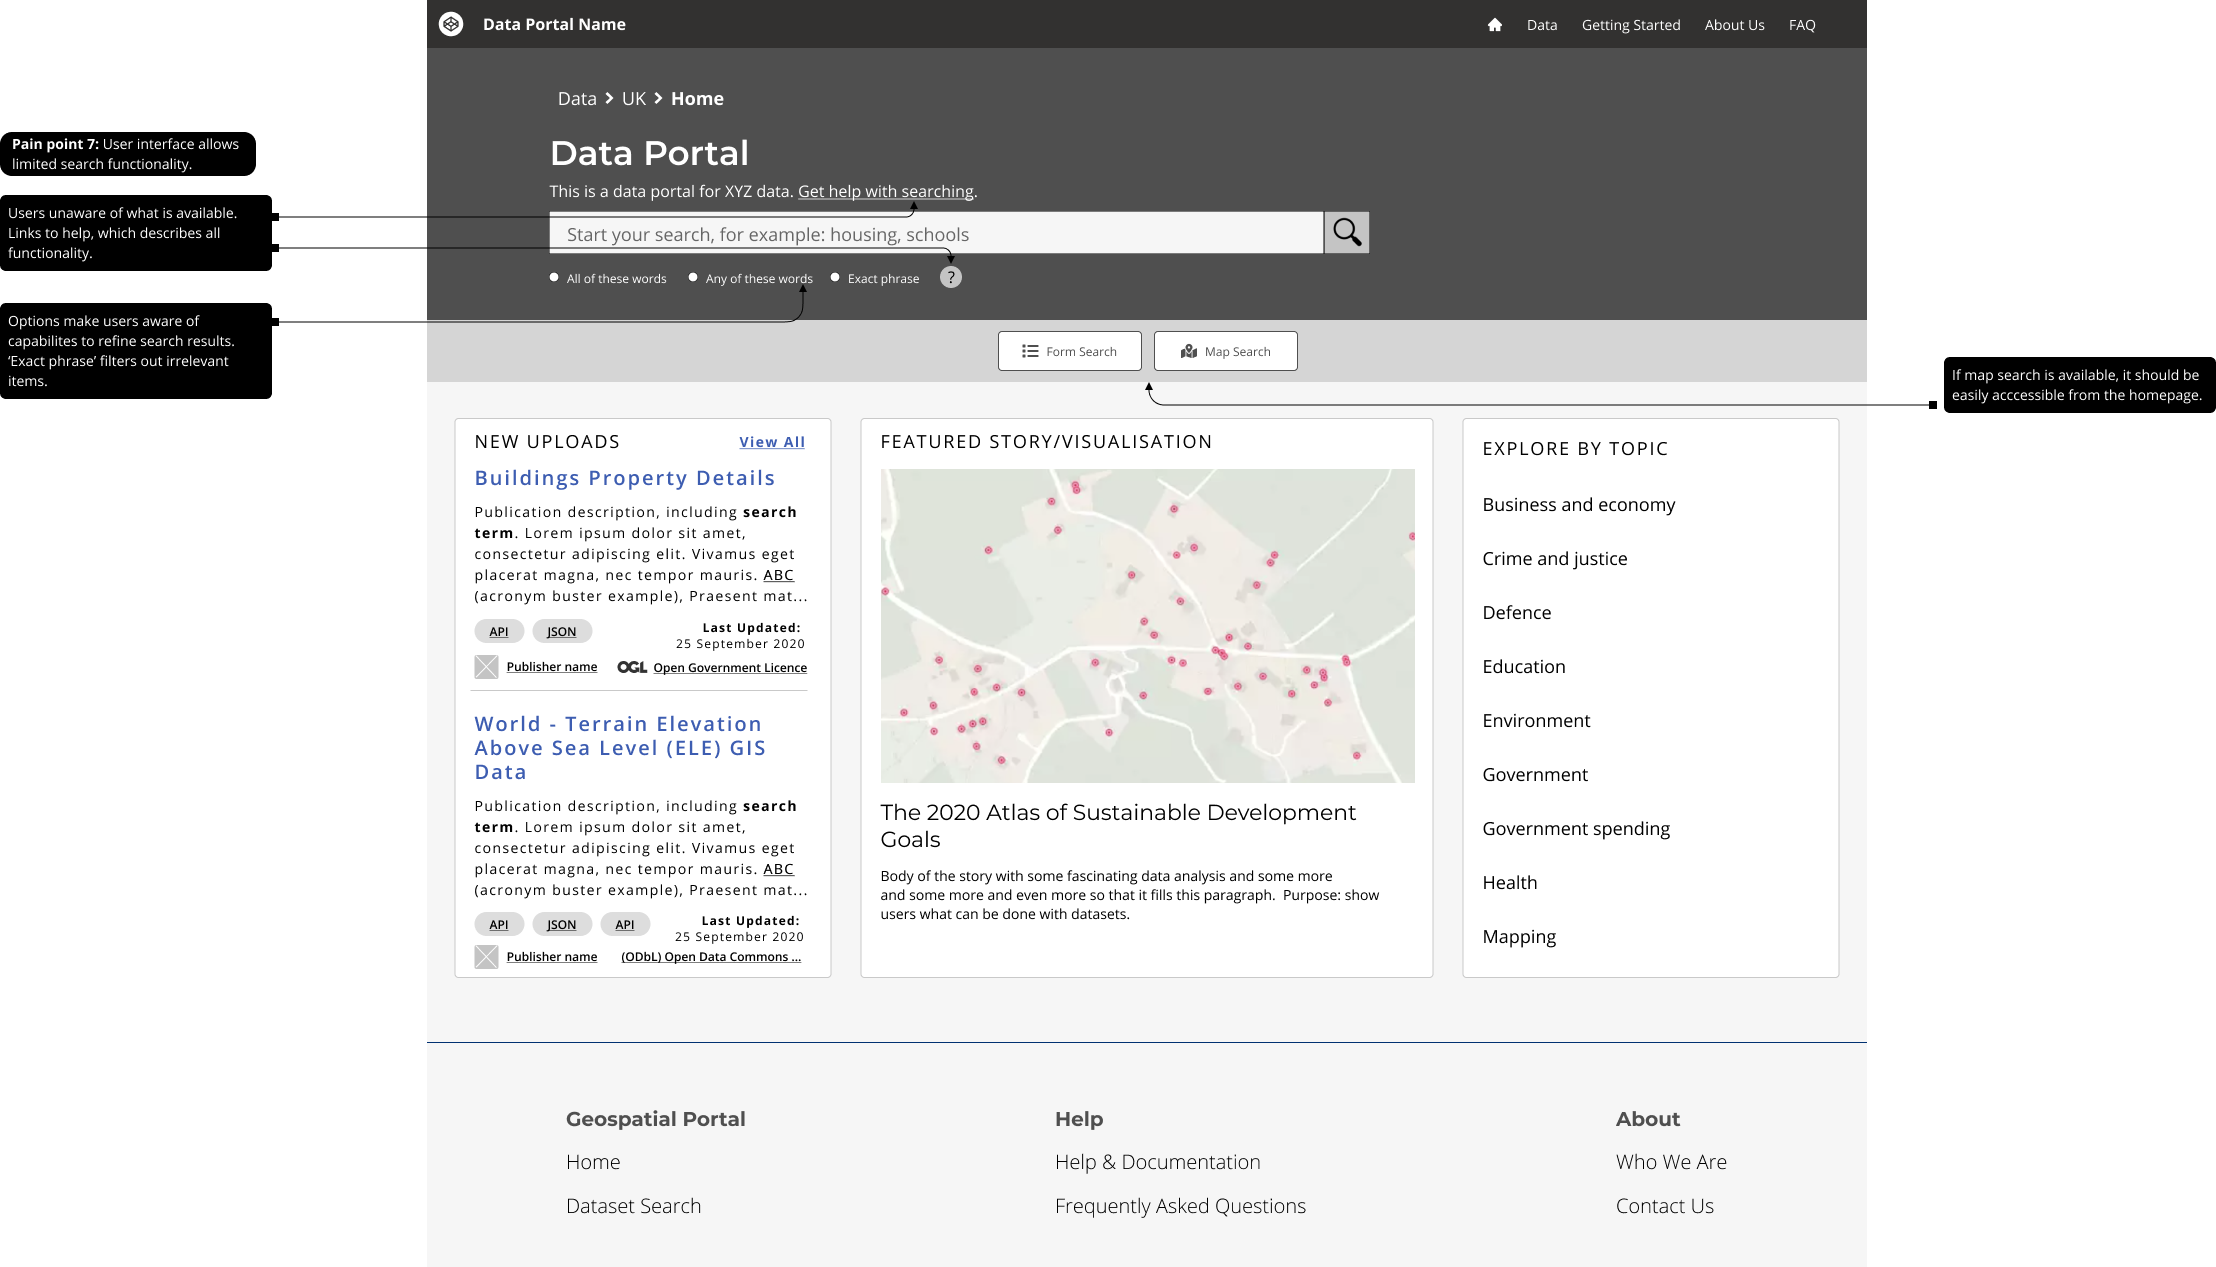 Data Portal Name
Data
Getting Started
About Us
FAQ
Data
UK
Home
Data Portal
This is a data portal for XYZ data. Get help with searching.
Start your search, for example: housing, schools
All of these words
Any of these words
Exact phrase
?
Form Search
Map Search
Pain point 7: User interface allows
limited search functionality.
Users unaware of what is available.
Links to help, which describes all
functionality.
Options make users aware of
capabilites to refine search results.
‘Exact phrase’ filters out irrelevant
items.
If map search is available, it should be
easily acccessible from the homepage.
NEW UPLOADS
View All
Buildings Property Details
Publication description, including search
term. Lorem ipsum dolor sit amet,
consectetur adipiscing elit. Vivamus eget
placerat magna, nec tempor mauris. ABC
(acronym buster example), Praesent mat...
API
JSON
Last Updated:
25 September 2020
Publisher name
OGL
Open Government Licence
World - Terrain Elevation
Above Sea Level (ELE) GIS
Data
Publication description, including search
term. Lorem ipsum dolor sit amet,
consectetur adipiscing elit. Vivamus eget
placerat magna, nec tempor mauris. ABC
(acronym buster example), Praesent mat...
API
JSON
API
Last Updated:
25 September 2020
Publisher name
(ODbL) Open Data Commons ...
FEATURED STORY/VISUALISATION
The 2020 Atlas of Sustainable Development
Goals
Body of the story with some fascinating data analysis and some more
and some more and even more so that it fills this paragraph. Purpose: show
users what can be done with datasets.
EXPLORE BY TOPIC
Business and economy
Crime and justice
Defence
Education
Environment
Government
Government spending
Health
Mapping
Geospatial Portal
Home
Dataset Search
Help
Help & Documentation
Frequently Asked Questions
About
Who We Are
Contact Us